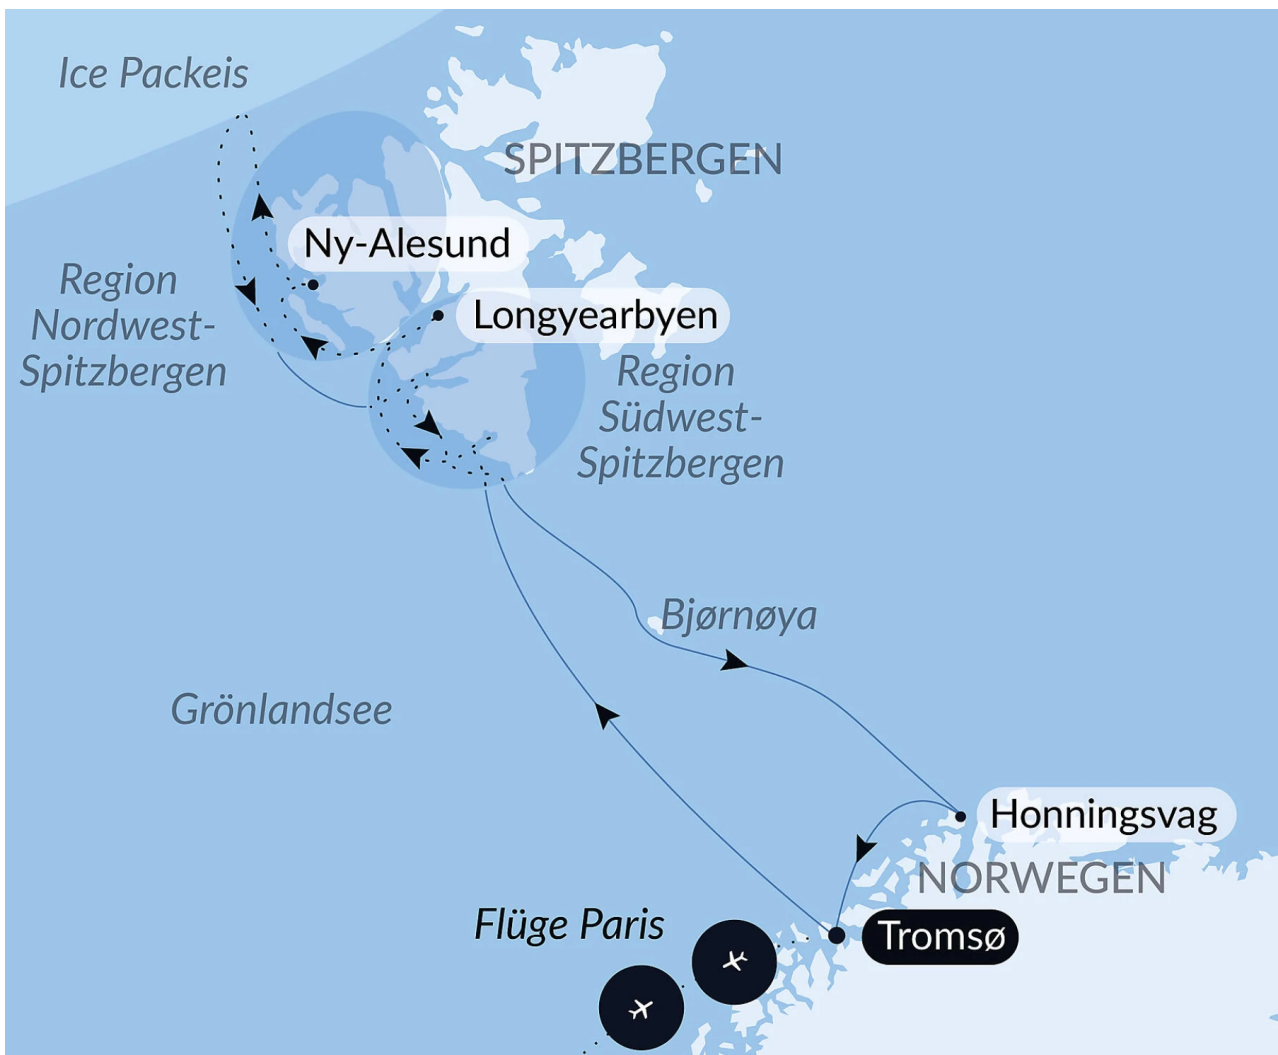 Ice Packeis
SPITZBERGEN
Ny-Alesund
Region
Nordwest-
Spitzbergen
Longyearbyen
Region
Südwest-
Spitzbergen
Bjørnøya
Grönlandsee
Honningsvag
NORWEGEN
Flüge Paris
Tromsø